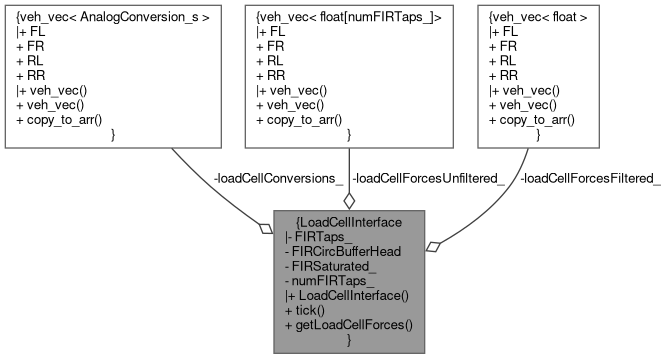 {veh_vec< AnalogConversion_s >
|+ FL
+ FR
+ RL
+ RR
|+ veh_vec()
+ veh_vec()
+ copy_to_arr()
}
{veh_vec< float[numFIRTaps_]>
|+ FL
+ FR
+ RL
+ RR
|+ veh_vec()
+ veh_vec()
+ copy_to_arr()
}
{veh_vec< float >
|+ FL
+ FR
+ RL
+ RR
|+ veh_vec()
+ veh_vec()
+ copy_to_arr()
}
-loadCellConversions_
-loadCellForcesUnfiltered_
-loadCellForcesFiltered_
{LoadCellInterface
|- FIRTaps_
- FIRCircBufferHead
- FIRSaturated_
- numFIRTaps_
|+ LoadCellInterface()
+ tick()
+ getLoadCellForces()
}